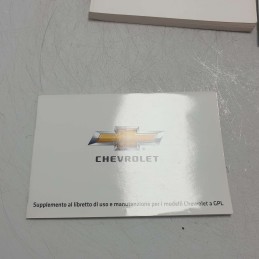 CHEVROLET
Supplemento al libretto di uso e manutenzione per i modelli Chevrolet a GPL